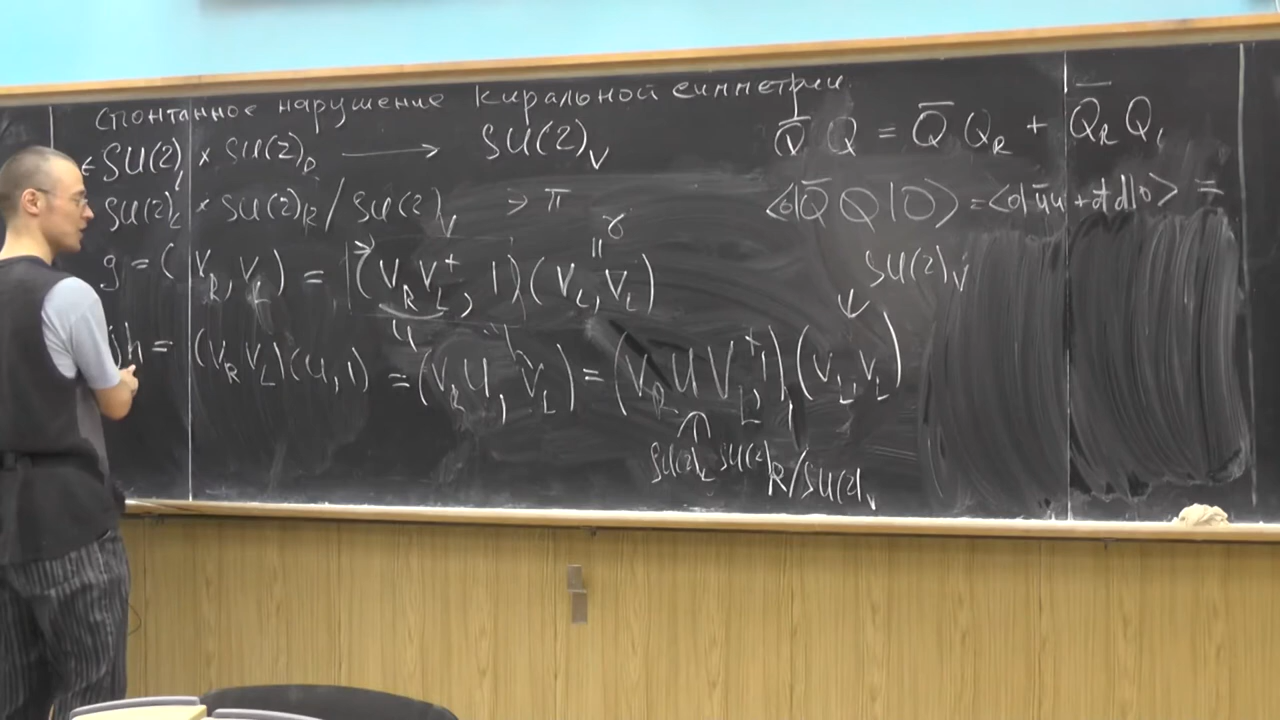 Спонтанное нарушение киральной симметрии.
SU(2)_L × SU(2)_R ⟶ SU(2)_V
SU(2)_L × SU(2)_R / SU(2)_V → π
g = (V_R, V_L) = (V_R V_L^+, 1)(V_L, V_L)
= (V_R V_L)(U, 1) = (V_R U, V_L) = (V_R U V_L^+, 1)(V_L, V_L)
SU(2)_L SU(2)_R / SU(2)_V
Q̄ Q = Q̄ Q_R + Q̄_R Q_L
<0|Q̄ Q|0> = <0|ūu + d̄d|0> =
SU(2)_V